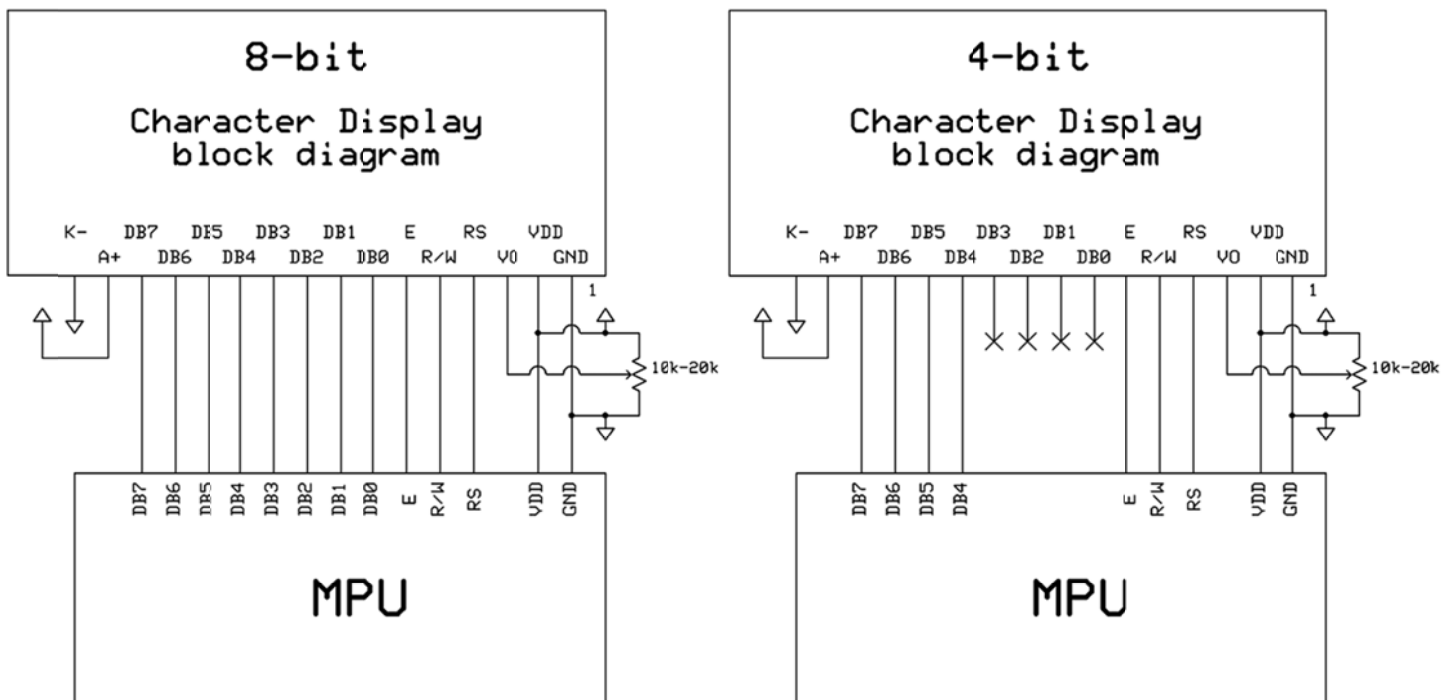 8-bit
Character Display
block diagram
K- DB7 DB5 DB3 DB1 E RS VDD
A+ DB6 DB4 DB2 DB0 R/W VO GND
1
10k-20k
DB7 DB6 DB5 DB4 DB3 DB2 DB1 DB0 E R/W RS VDD GND
MPU
4-bit
Character Display
block diagram
K- DB7 DB5 DB3 DB1 E RS VDD
A+ DB6 DB4 DB2 DB0 R/W VO GND
1
10k-20k
DB7 DB6 DB5 DB4 E R/W RS VDD GND
MPU